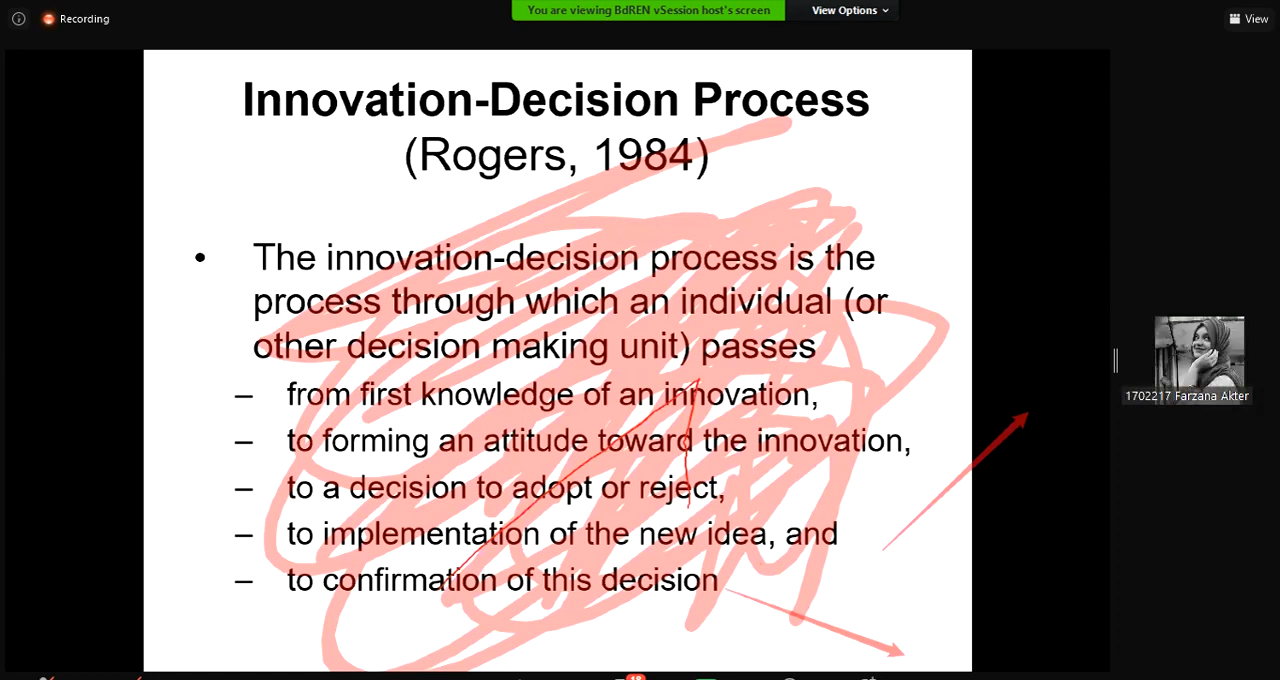 Recording
You are viewing BdREN vSession host's screen
View Options
View
Innovation-Decision Process
(Rogers, 1984)
• The innovation-decision process is the
process through which an individual (or
other decision making unit) passes
– from first knowledge of an innovation,
– to forming an attitude toward the innovation,
– to a decision to adopt or reject,
– to implementation of the new idea, and
– to confirmation of this decision
1702217 Farzana Akter
18